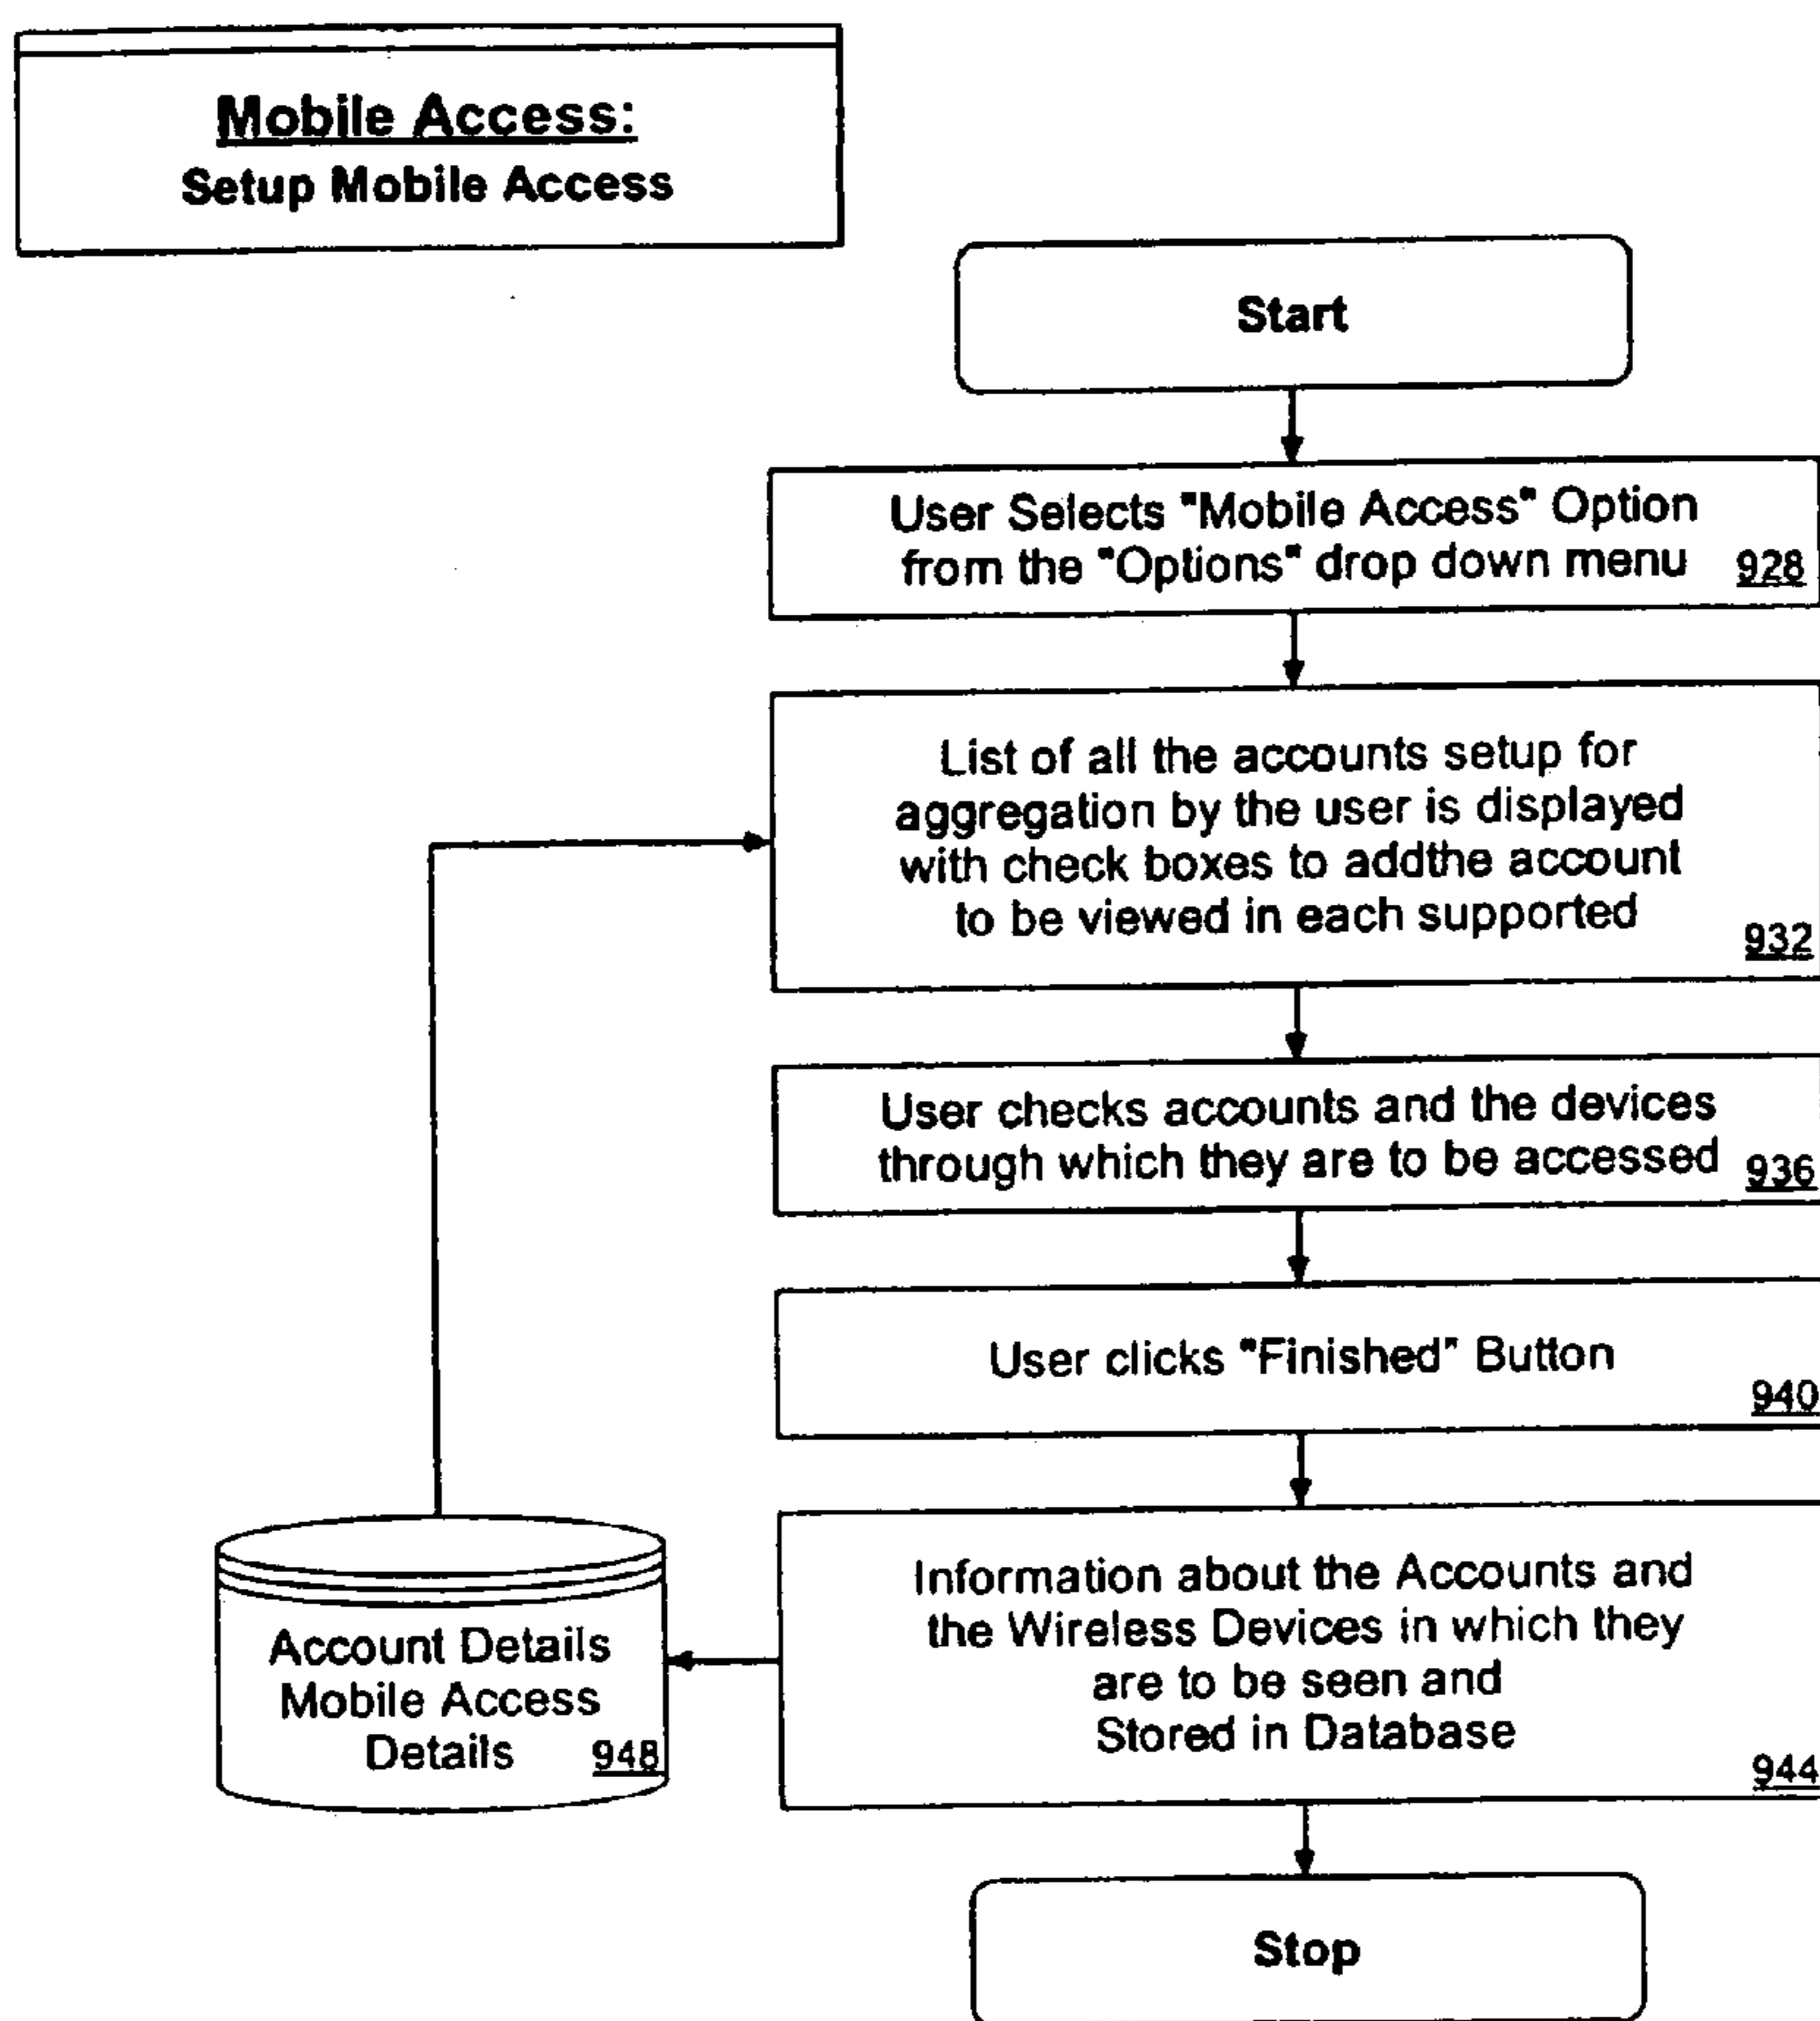 Mobile Access:
Setup Mobile Access
Start
User Selects "Mobile Access" Option
from the "Options" drop down menu 928
List of all the accounts setup for
aggregation by the user is displayed
with check boxes to addthe account
to be viewed in each supported
932
User checks accounts and the devices
through which they are to be accessed 936
User clicks "Finished" Button
940
Information about the Accounts and
the Wireless Devices in which they
are to be seen and
Stored in Database
944
Account Details
Mobile Access
Details 948
Stop